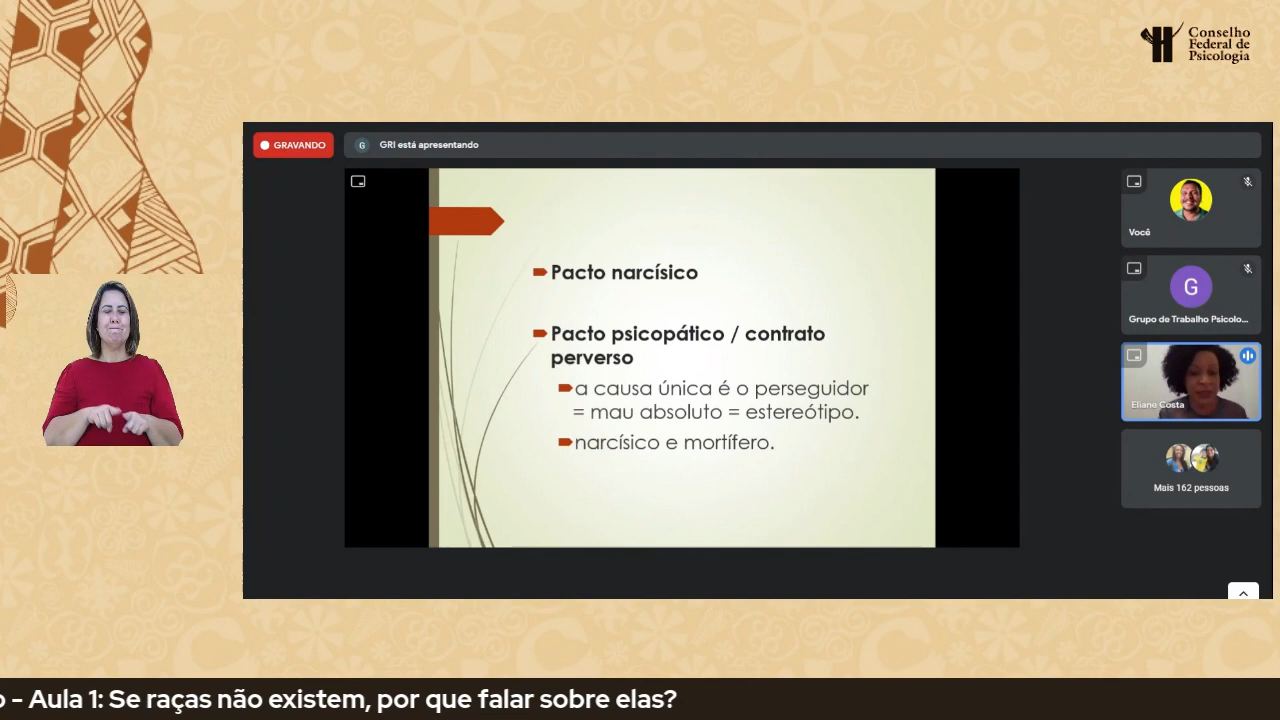 Conselho
Federal de
Psicologia
GRAVANDO
G
GRI está apresentando
Pacto narcísico
Pacto psicopático / contrato
perverso
a causa única é o perseguidor
= mau absoluto = estereótipo.
narcísico e mortífero.
Você
G
Grupo de Trabalho Psicolo...
Eliane Costa
Mais 162 pessoas
o - Aula 1: Se raças não existem, por que falar sobre elas?